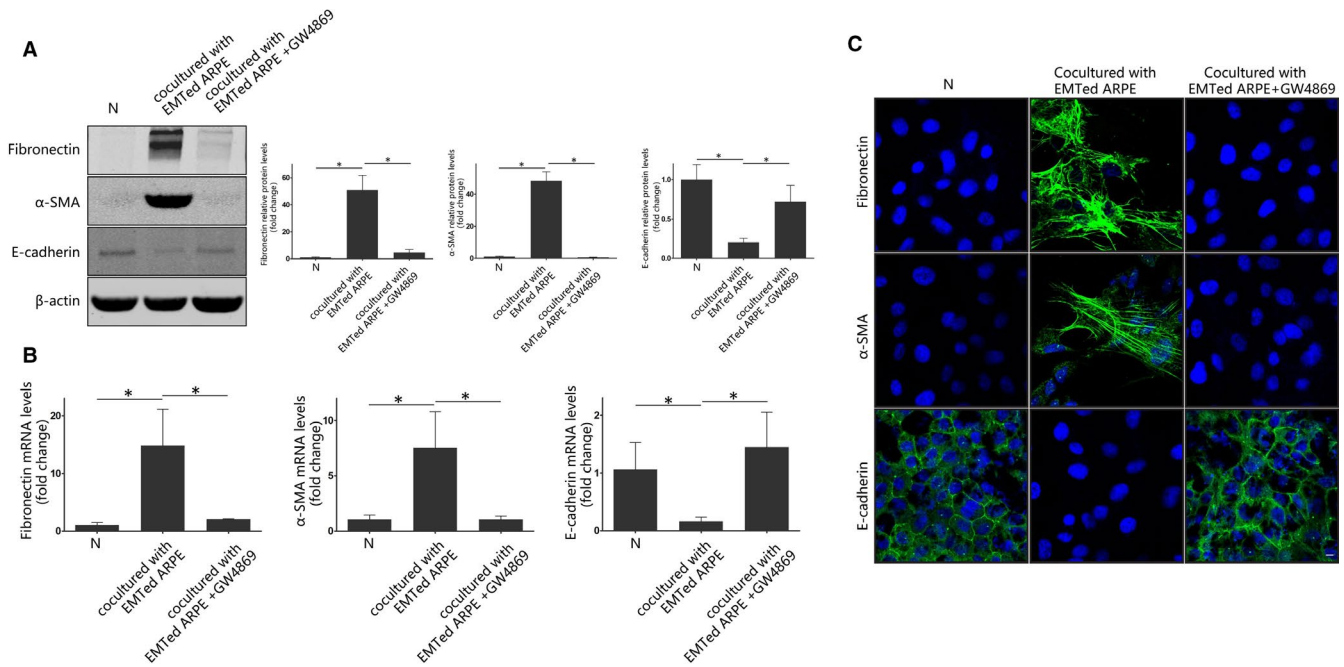 A
N
cocultured with
EMTed ARPE
cocultured with
EMTed ARPE +GW4869
Fibronectin
α-SMA
E-cadherin
β-actin
Fibronectin relative protein levels
(fold change)
60
40
20
0
*
*
N
cocultured with
EMTed ARPE
cocultured with
EMTed ARPE +GW4869
α-SMA relative protein levels
(fold change)
60
40
20
0
*
*
N
cocultured with
EMTed ARPE
cocultured with
EMTed ARPE +GW4869
E-cadherin relative protein levels
(fold change)
1.0
0.5
0.0
*
*
N
cocultured with
EMTed ARPE
cocultured with
EMTed ARPE +GW4869
B
Fibronectin mRNA levels
(fold change)
20
10
0
*
*
N
cocultured with
EMTed ARPE
cocultured with
EMTed ARPE +GW4869
α-SMA mRNA levels
(fold change)
10
5
0
*
*
N
cocultured with
EMTed ARPE
cocultured with
EMTed ARPE +GW4869
E-cadherin mRNA levels
(fold change)
2
1
0
*
*
N
cocultured with
EMTed ARPE
cocultured with
EMTed ARPE +GW4869
C
N
Cocultured with
EMTed ARPE
Cocultured with
EMTed ARPE+GW4869
Fibronectin
α-SMA
E-cadherin